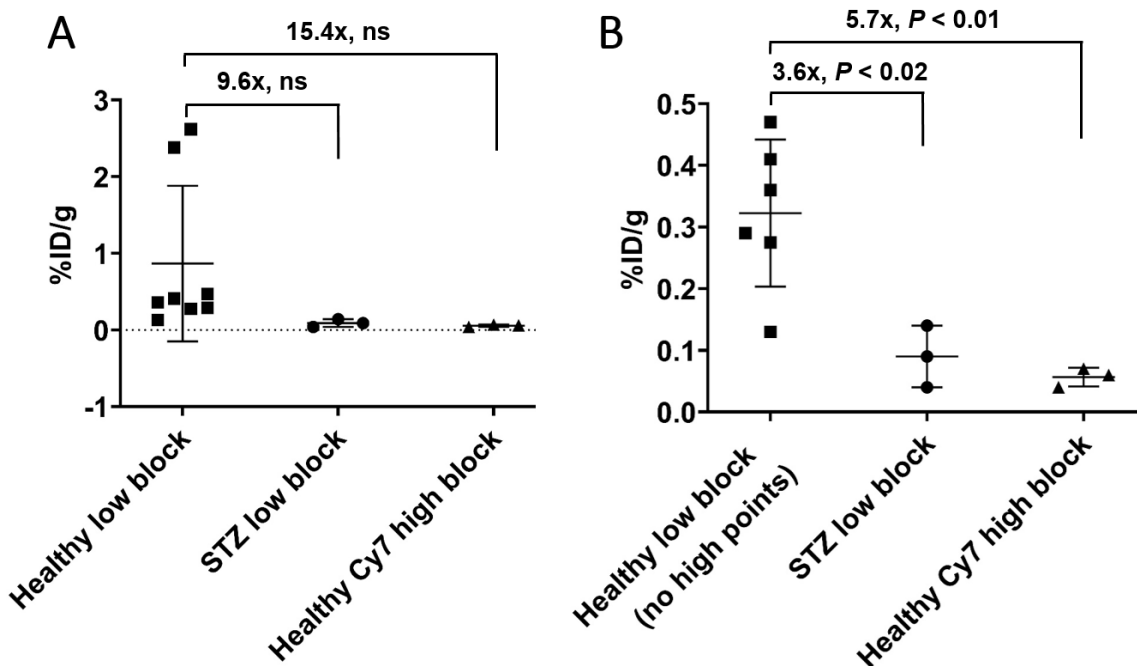 A
15.4x, ns
9.6x, ns
%ID/g
3
2
1
0
-1
Healthy low block
STZ low block
Healthy Cy7 high block
B
5.7x, P < 0.01
3.6x, P < 0.02
%ID/g
0.5
0.4
0.3
0.2
0.1
0.0
Healthy low block
(no high points)
STZ low block
Healthy Cy7 high block